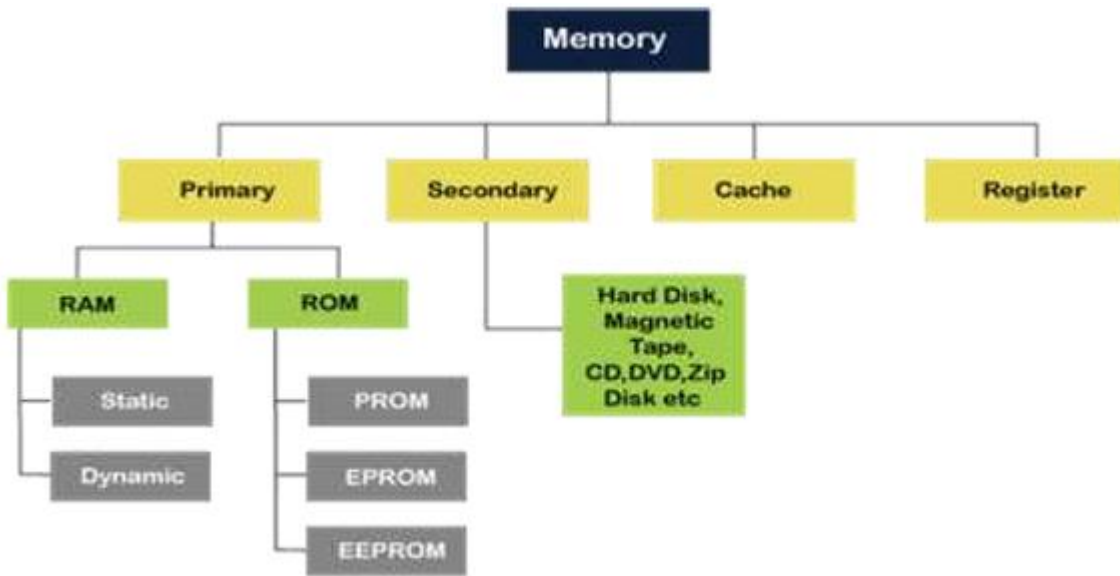 Memory
Primary
Secondary
Cache
Register
RAM
ROM
Hard Disk,
Magnetic
Tape,
CD,DVD,Zip
Disk etc
Static
PROM
Dynamic
EPROM
EEPROM